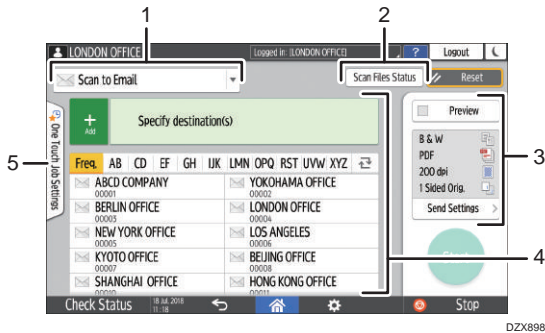 1
2
LONDON OFFICE
Logged in: [LONDON OFFICE]
?
Logout
Scan to Email
Scan Files Status
Reset
Add
Specify destination(s)
Preview
One Touch Job Settings
B & W
PDF
200 dpi
1 Sided Orig.
Send Settings
3
5
Freq. AB CD EF GH IJK LMN OPQ RST UVW XYZ
ABCD COMPANY
00001
YOKOHAMA OFFICE
00002
BERLIN OFFICE
00003
LONDON OFFICE
00004
NEW YORK OFFICE
00005
LOS ANGELES
00006
KYOTO OFFICE
00007
BEIJING OFFICE
00008
SHANGHAI OFFICE
HONG KONG OFFICE
4
Check Status
18 Jul. 2018
11:18
Stop
DZX898